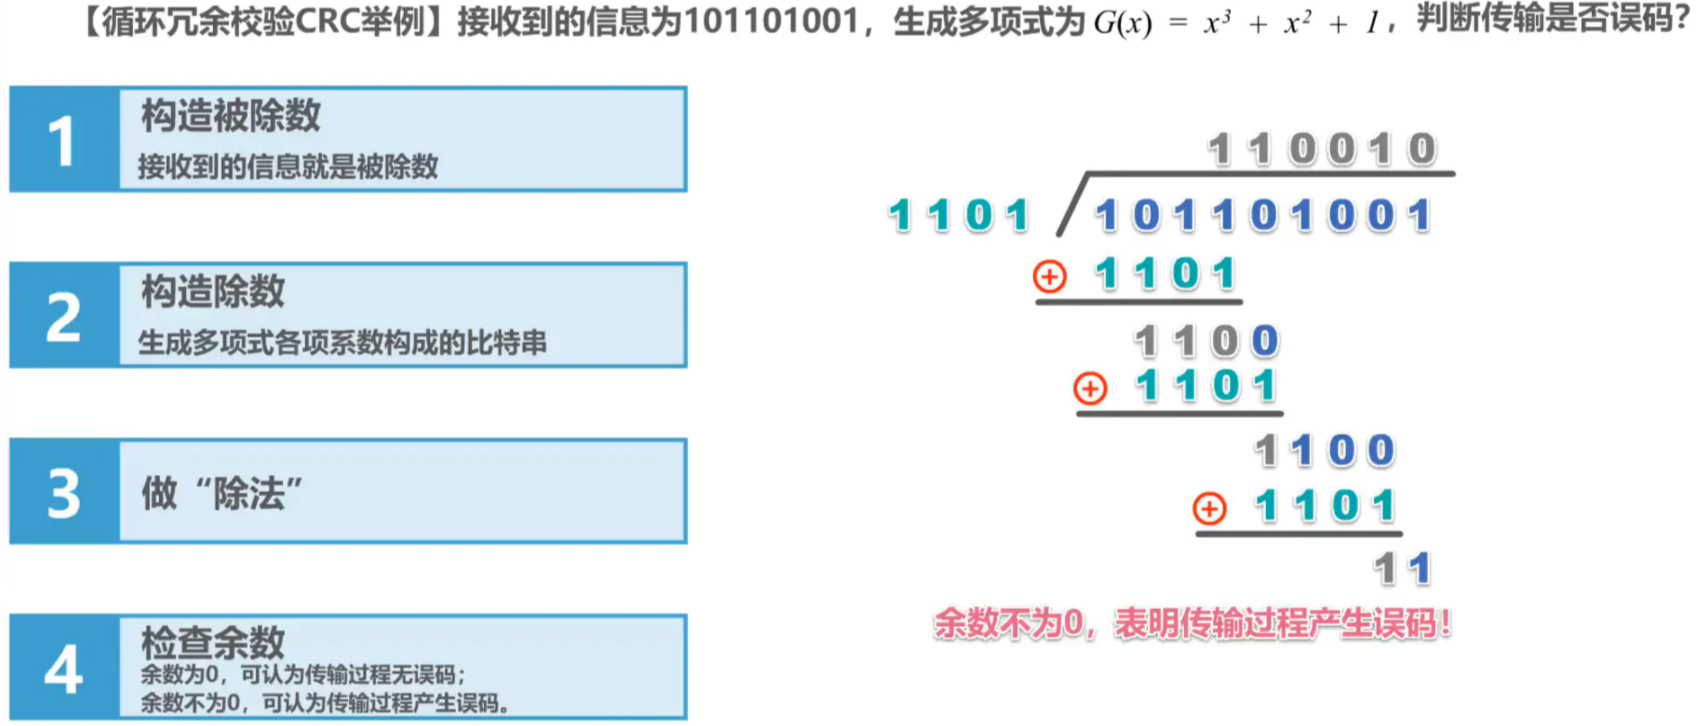 【循环冗余校验CRC举例】接收到的信息为101101001，生成多项式为 G(x) = x³ + x² + 1，判断传输是否误码？
1
构造被除数
接收到的信息就是被除数
2
构造除数
生成多项式各项系数构成的比特串
3
做“除法”
4
检查余数
余数为0，可认为传输过程无误码；
余数不为0，可认为传输过程产生误码。
110010
1101 101101001
⊕ 1101
1100
⊕ 1101
1100
⊕ 1101
11
余数不为0，表明传输过程产生误码！